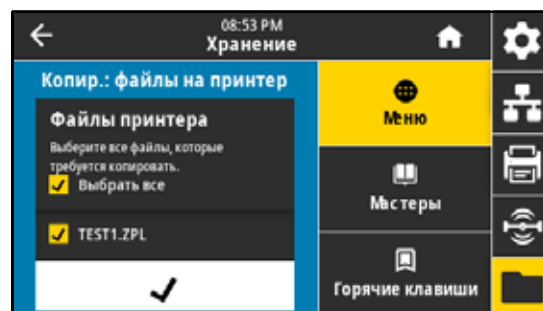 08:53 PM
Хранение
Копир.: файлы на принтер
Файлы принтера
Выберите все файлы, которые
требуется копировать.
Выбрать все
TEST1.ZPL
Меню
Мастеры
Горячие клавиши